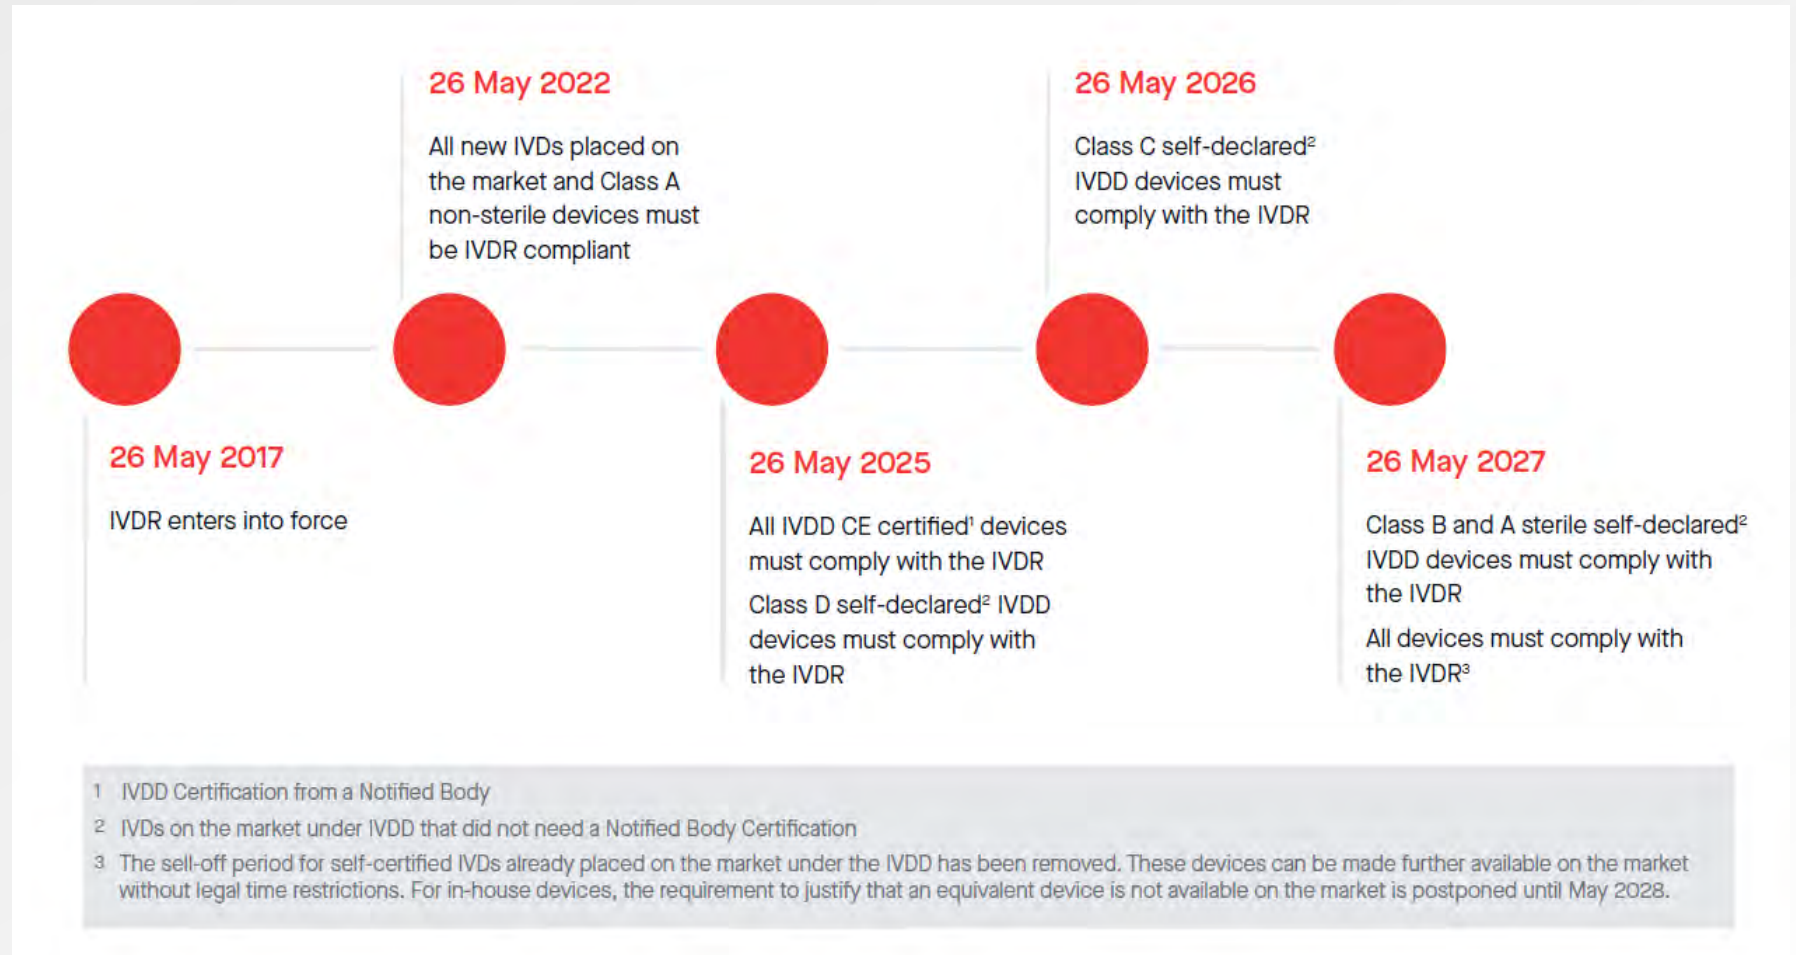 26 May 2022
All new IVDs placed on
the market and Class A
non-sterile devices must
be IVDR compliant
26 May 2026
Class C self-declared²
IVDD devices must
comply with the IVDR
26 May 2017
IVDR enters into force
26 May 2025
All IVDD CE certified¹ devices
must comply with the IVDR
Class D self-declared² IVDD
devices must comply with
the IVDR
26 May 2027
Class B and A sterile self-declared²
IVDD devices must comply with
the IVDR
All devices must comply with
the IVDR³
1 IVDD Certification from a Notified Body
2 IVDs on the market under IVDD that did not need a Notified Body Certification
3 The sell-off period for self-certified IVDs already placed on the market under the IVDD has been removed. These devices can be made further available on the market
without legal time restrictions. For in-house devices, the requirement to justify that an equivalent device is not available on the market is postponed until May 2028.